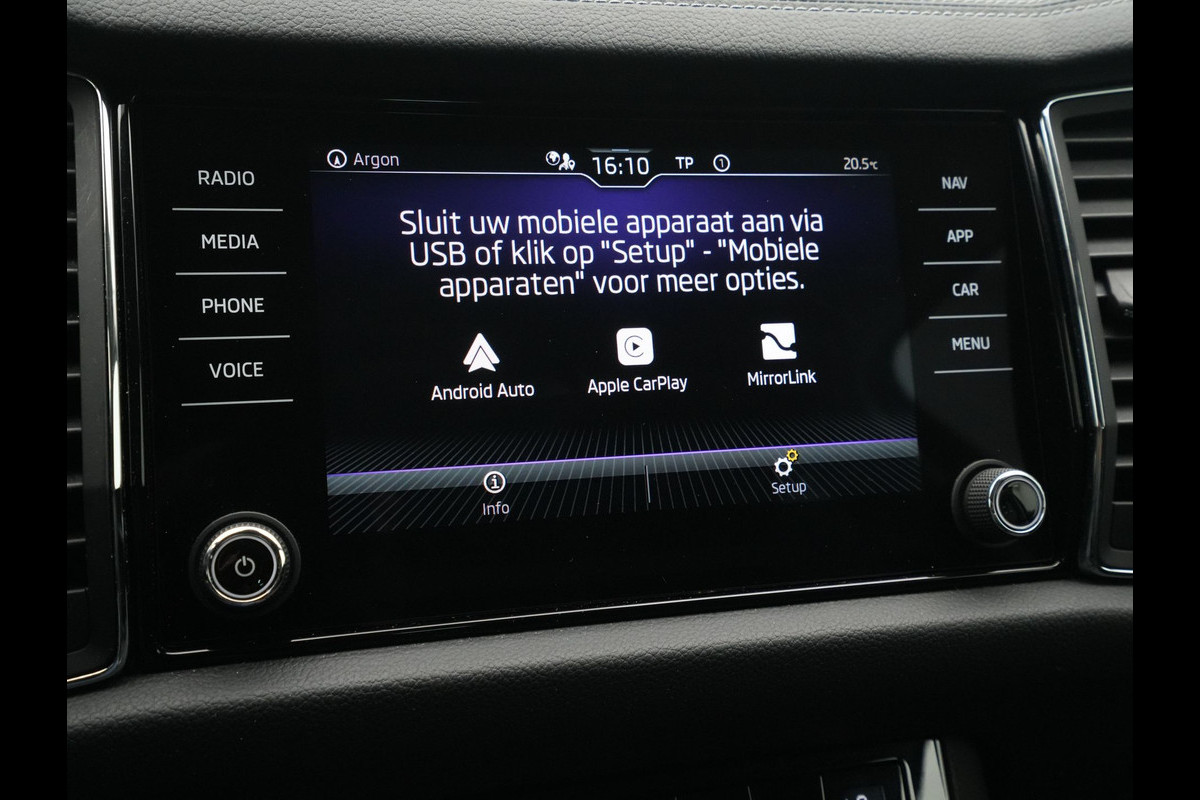 Argon 16:10 TP 1 20.5°C
Sluit uw mobiele apparaat aan via
USB of klik op "Setup" - "Mobiele
apparaten" voor meer opties.
Android Auto
Apple CarPlay
MirrorLink
Info
Setup
RADIO
MEDIA
PHONE
VOICE
NAV
APP
CAR
MENU